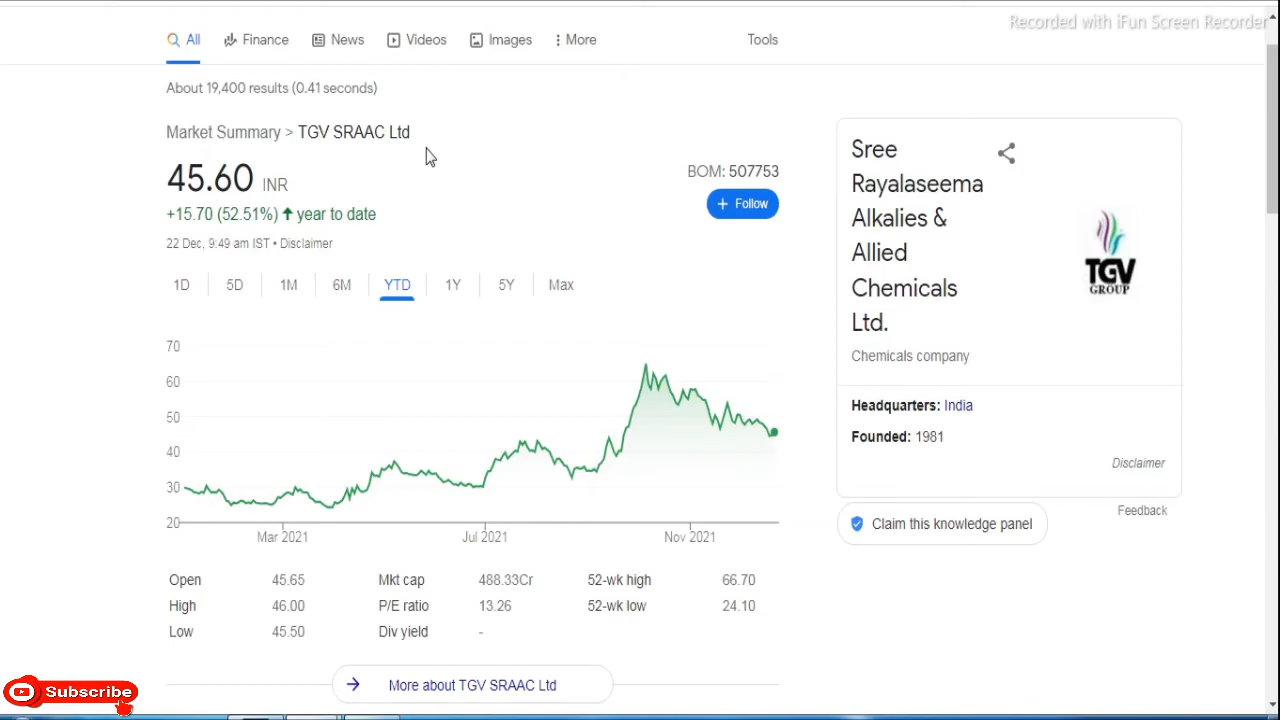 Recorded with iFun Screen Recorder
All Finance News Videos Images More Tools
About 19,400 results (0.41 seconds)
Market Summary > TGV SRAAC Ltd
45.60 INR
+15.70 (52.51%) ↑ year to date
22 Dec, 9:49 am IST • Disclaimer
BOM: 507753
+ Follow
1D 5D 1M 6M YTD 1Y 5Y Max
70
60
50
40
30
20
Mar 2021 Jul 2021 Nov 2021
Open 45.65 Mkt cap 488.33Cr 52-wk high 66.70
High 46.00 P/E ratio 13.26 52-wk low 24.10
Low 45.50 Div yield -
More about TGV SRAAC Ltd
Sree
Rayalaseema
Alkalies &
Allied
Chemicals
Ltd.
Chemicals company
TGV
GROUP
Headquarters: India
Founded: 1981
Disclaimer
Feedback
Claim this knowledge panel
Subscribe